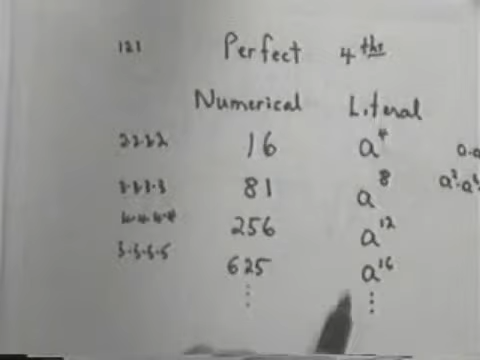 121 Perfect 4ths
Numerical Literal
2·2·2·2 16 a⁴ a·a
3·3·3·3 81 a⁸ a²·a²
4·4·4·4 256 a¹²
5·5·5·5 625 a¹⁶
⋮ ⋮